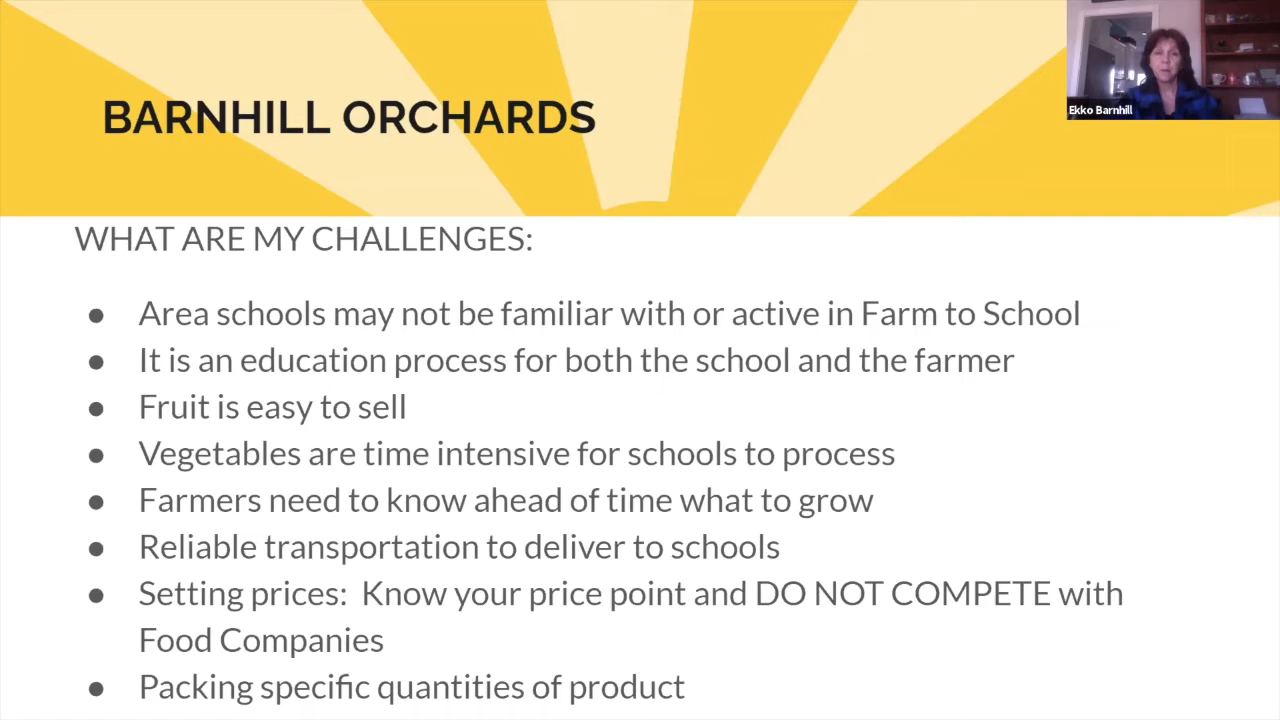 BARNHILL ORCHARDS
Ekko Barnhill
WHAT ARE MY CHALLENGES:
● Area schools may not be familiar with or active in Farm to School
● It is an education process for both the school and the farmer
● Fruit is easy to sell
● Vegetables are time intensive for schools to process
● Farmers need to know ahead of time what to grow
● Reliable transportation to deliver to schools
● Setting prices:  Know your price point and DO NOT COMPETE with
Food Companies
● Packing specific quantities of product